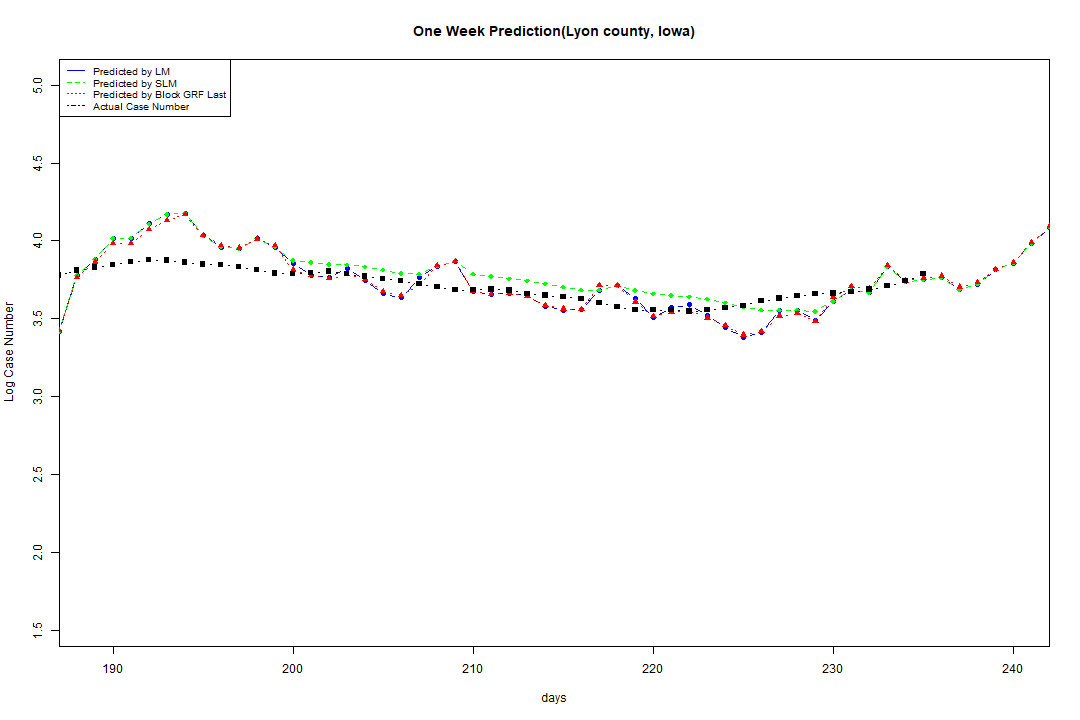 One Week Prediction(Lyon county, Iowa)
Predicted by LM
Predicted by SLM
Predicted by Block GRF Last
Actual Case Number
5.0
4.5
4.0
3.5
3.0
2.5
2.0
1.5
Log Case Number
190 200 210 220 230 240
days